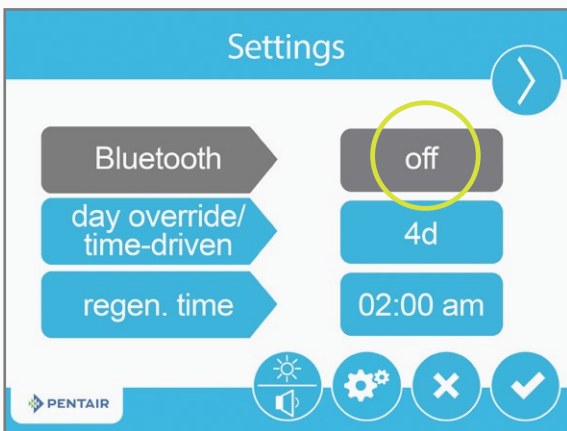 Settings
Bluetooth
off
day override/
time-driven
4d
regen. time
02:00 am
PENTAIR